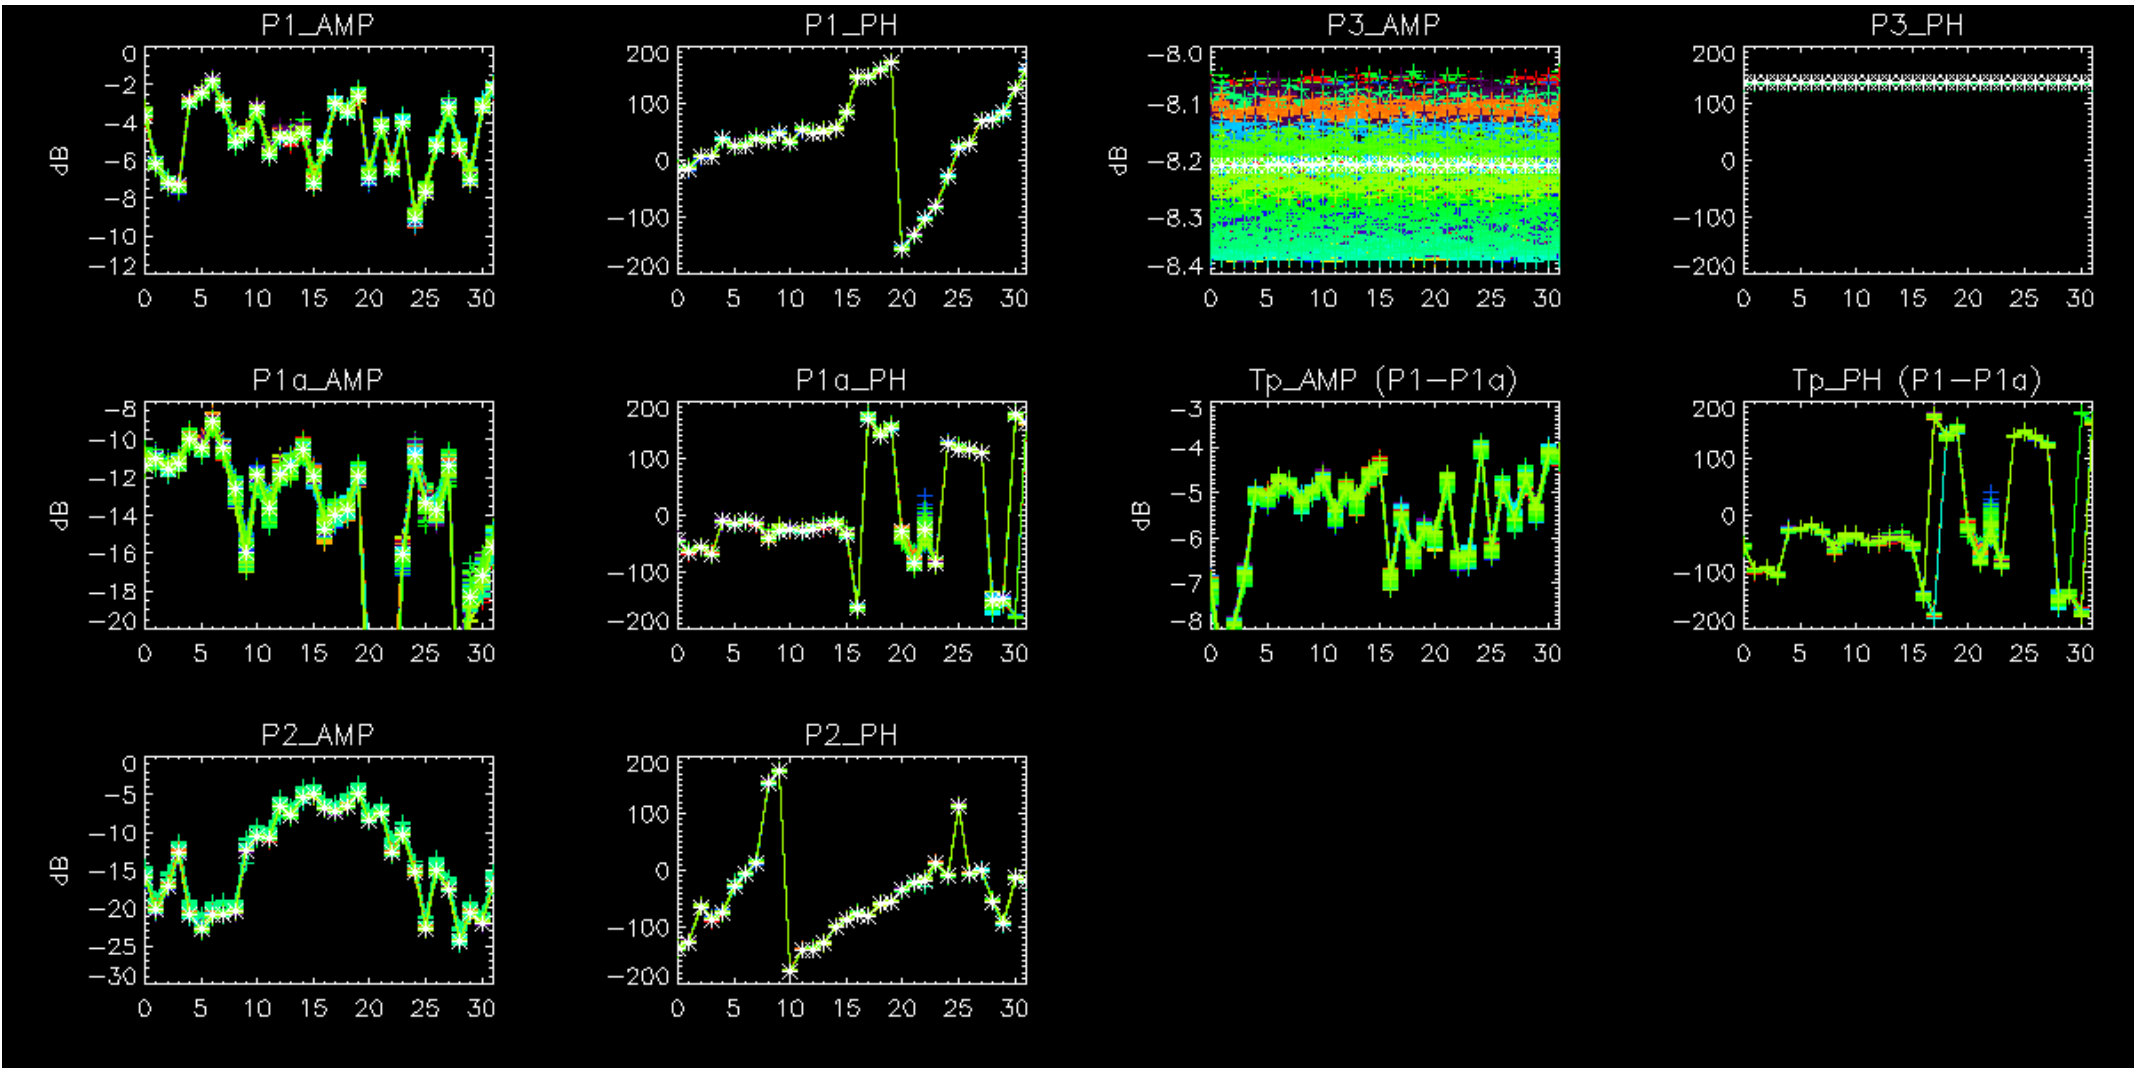 P1_AMP
P1_PH
P3_AMP
P3_PH
0
−2
−4
−6
−8
−10
−12
dB
0 5 10 15 20 25 30
200
100
0
−100
−200
0 5 10 15 20 25 30
−8.0
−8.1
−8.2
−8.3
−8.4
dB
0 5 10 15 20 25 30
200
100
0
−100
−200
0 5 10 15 20 25 30
P1a_AMP
P1a_PH
Tp_AMP (P1−P1a)
Tp_PH (P1−P1a)
−8
−10
−12
−14
−16
−18
−20
dB
0 5 10 15 20 25 30
200
100
0
−100
−200
0 5 10 15 20 25 30
−3
−4
−5
−6
−7
−8
dB
0 5 10 15 20 25 30
200
100
0
−100
−200
0 5 10 15 20 25 30
P2_AMP
P2_PH
0
−5
−10
−15
−20
−25
−30
dB
0 5 10 15 20 25 30
200
100
0
−100
−200
0 5 10 15 20 25 30